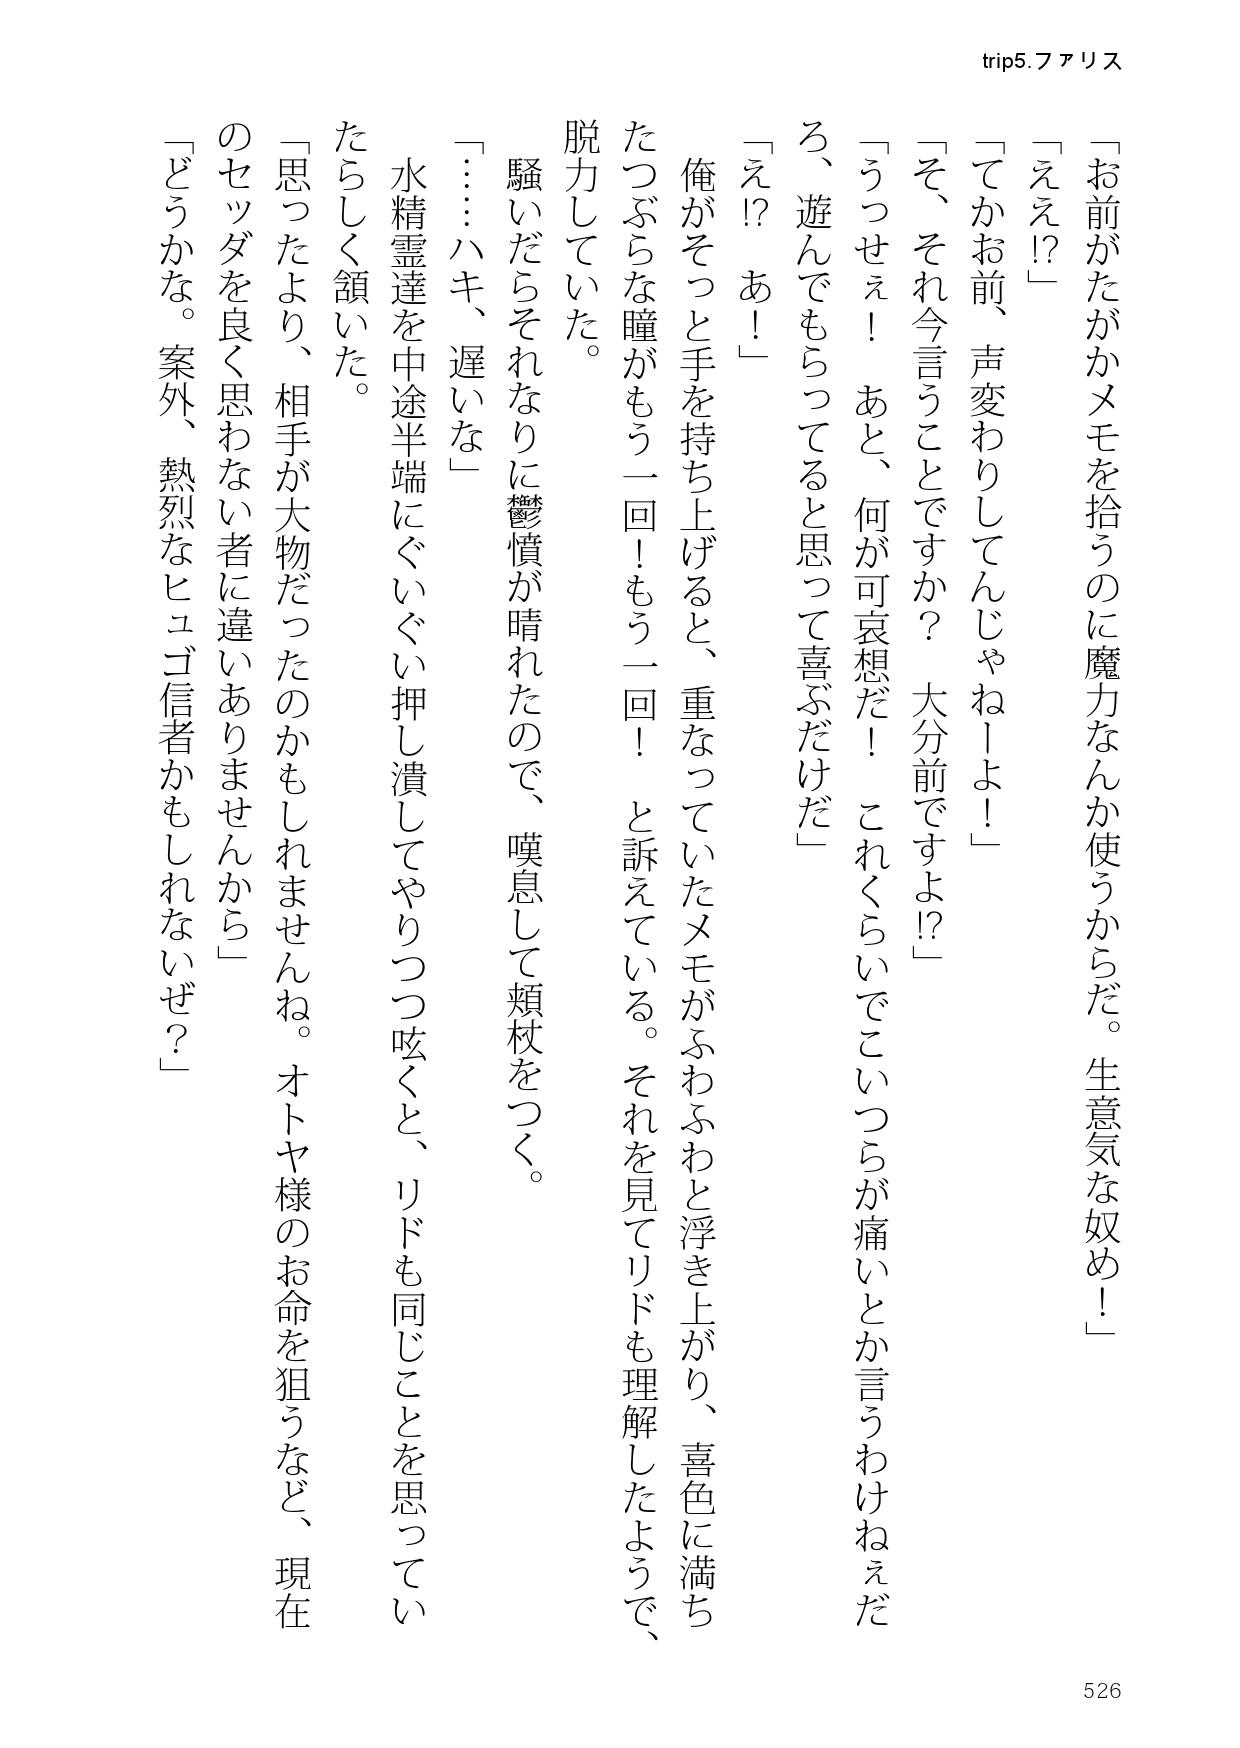 trip5.ファリス
「お前がたがかメモを拾うのに魔力なんか使うからだ。生意気な奴め！」
「ええ!?」
「てかお前、声変わりしてんじゃねーよ！」
「そ、それ今言うことですか？　大分前ですよ!?」
「うっせぇ！　あと、何が可哀想だ！　これくらいでこいつらが痛いとか言うわけねぇだ
ろ、遊んでもらってると思って喜ぶだけだ」
「え!?　あ！」
　俺がそっと手を持ち上げると、重なっていたメモがふわふわと浮き上がり、喜色に満ち
たつぶらな瞳がもう一回！もう一回！　と訴えている。それを見てリドも理解したようで、
脱力していた。
　騒いだらそれなりに鬱憤が晴れたので、嘆息して頬杖をつく。
「……ハキ、遅いな」
　水精霊達を中途半端にぐいぐい押し潰してやりつつ呟くと、リドも同じことを思ってい
たらしく頷いた。
「思ったより、相手が大物だったのかもしれませんね。オトヤ様のお命を狙うなど、現在
のセッダを良く思わない者に違いありませんから」
「どうかな。案外、熱烈なヒュゴ信者かもしれないぜ？」
526